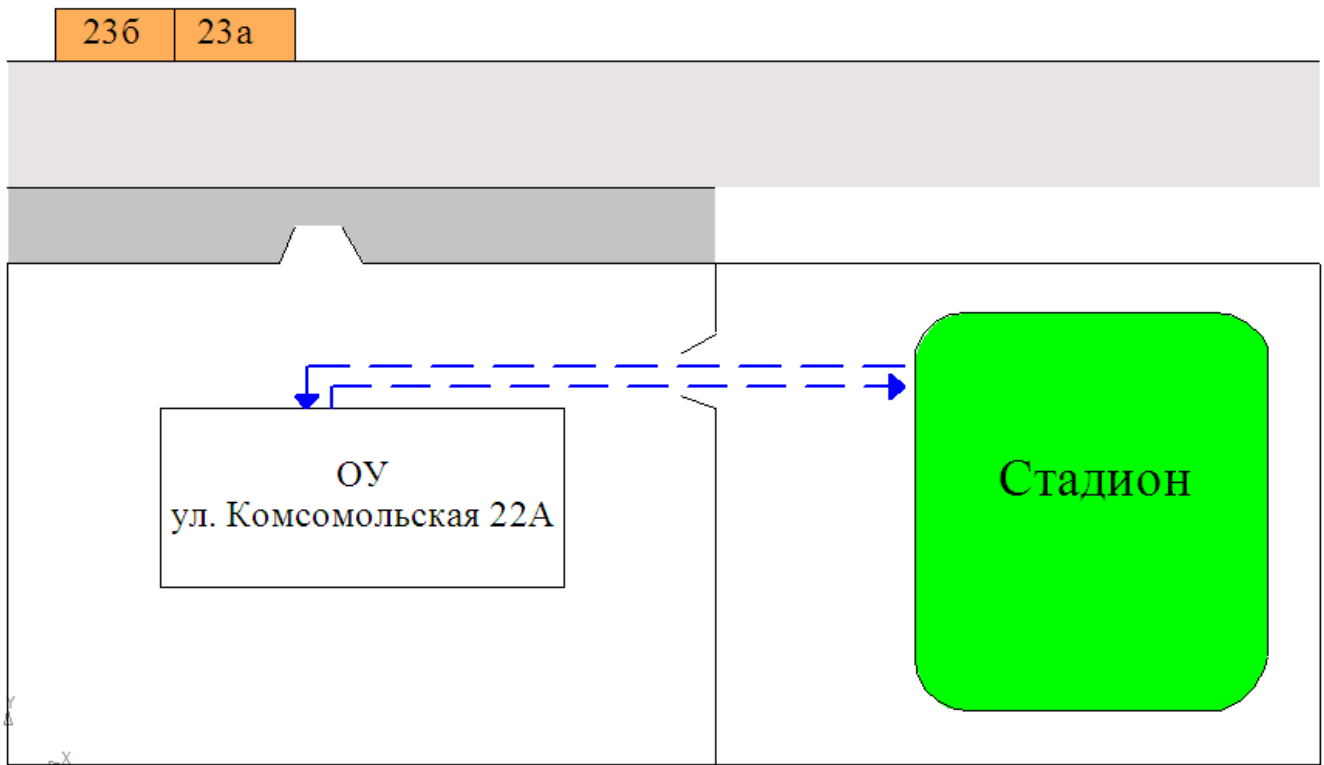 23б 23а
ОУ
ул. Комсомольская 22А
Стадион
Y
X